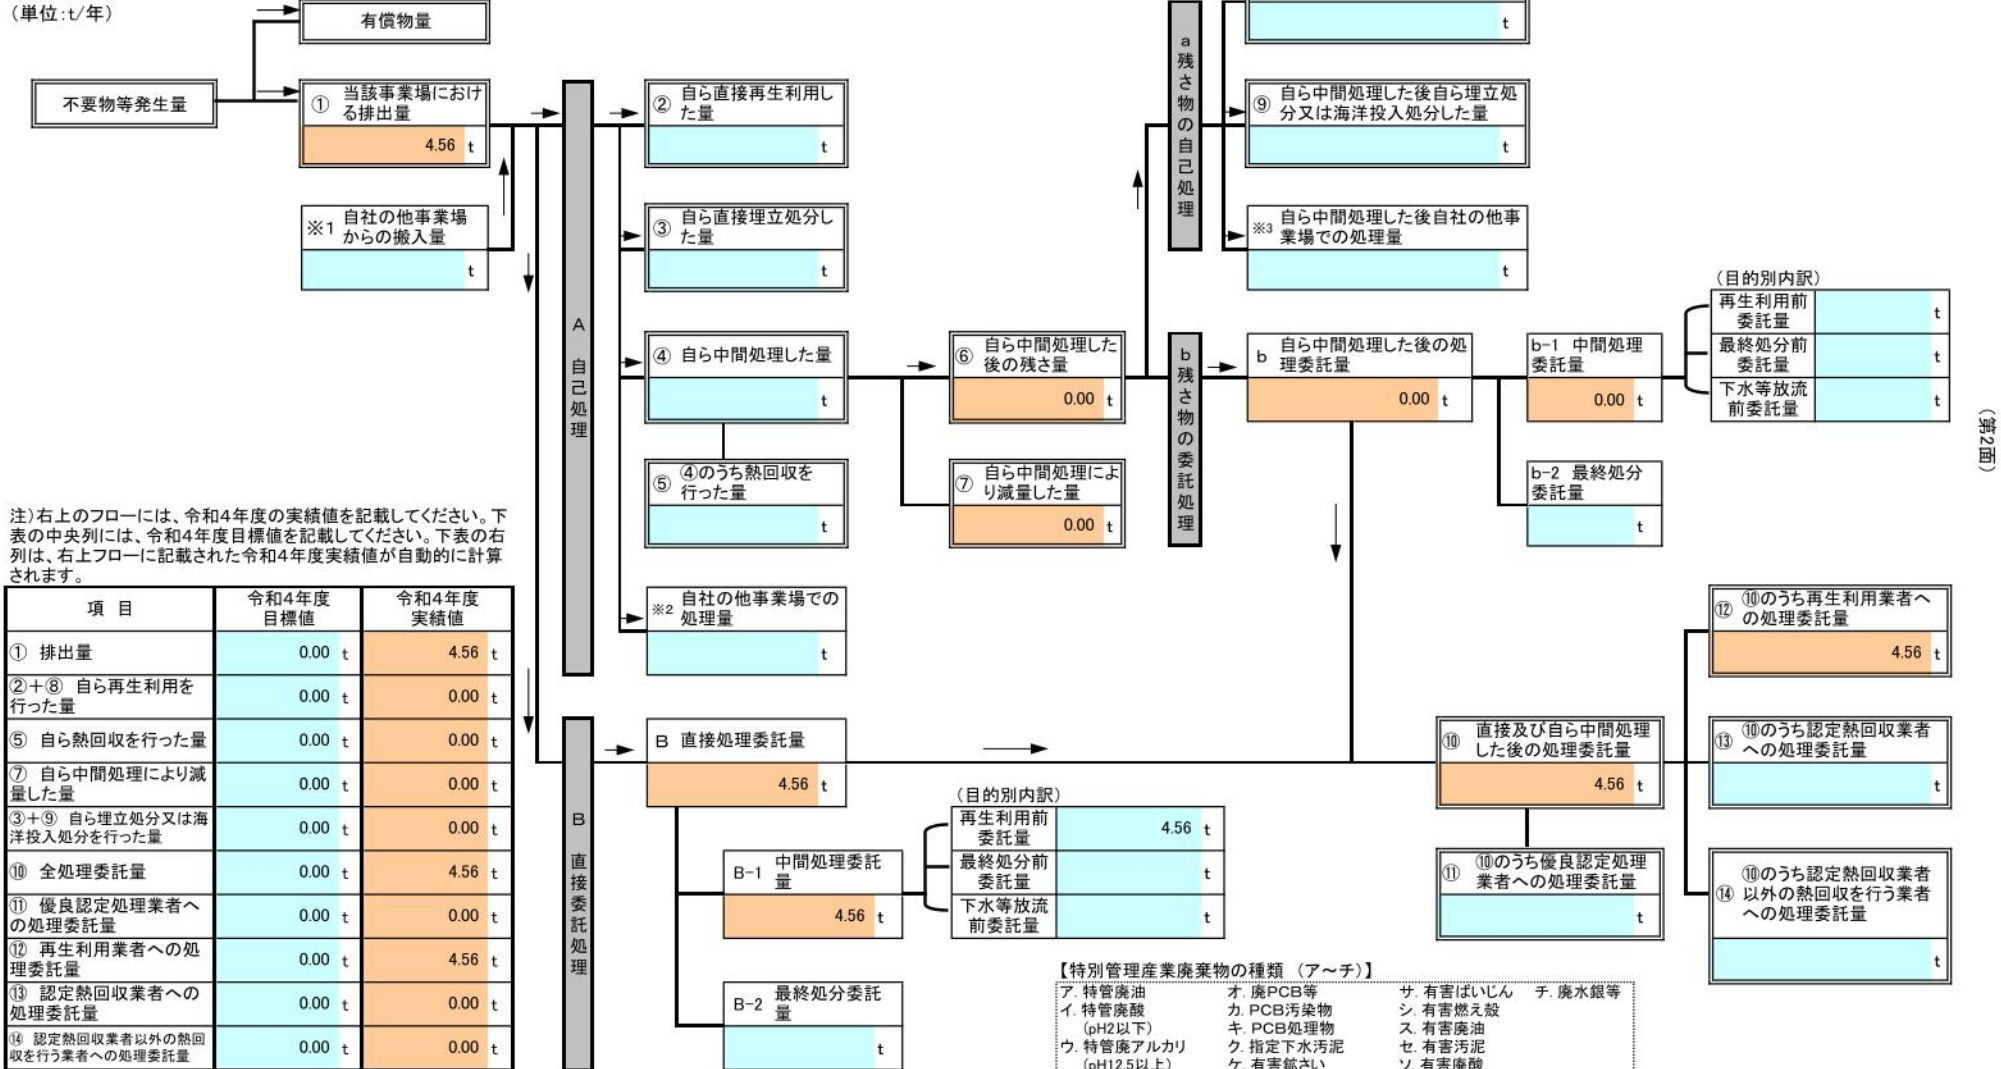 (単位:t/年)
有償物量
不要物等発生量
① 当該事業場におけ
る排出量
4.56 t
※1 自社の他事業場
からの搬入量
t
A 自己処理
② 自ら直接再生利用し
た量
t
③ 自ら直接埋立処分し
た量
t
④ 自ら中間処理した量
t
⑤ ④のうち熱回収を
行った量
t
※2 自社の他事業場での
処理量
t
⑥ 自ら中間処理した
後の残さ量
0.00 t
⑦ 自ら中間処理によ
り減量した量
0.00 t
a 残さ物の自己処理
t
⑨ 自ら中間処理した後自ら埋立処
分又は海洋投入処分した量
t
※3 自ら中間処理した後自社の他事
業場での処理量
t
b 残さ物の委託処理
b 自ら中間処理した後の処
理委託量
0.00 t
b-1 中間処理
委託量
0.00 t
b-2 最終処分
委託量
t
(目的別内訳)
再生利用前
委託量
t
最終処分前
委託量
t
下水等放流
前委託量
t
(第2面)
注)右上のフローには、令和4年度の実績値を記載してください。下
表の中央列には、令和4年度目標値を記載してください。下表の右
列は、右上フローに記載された令和4年度実績値が自動的に計算
されます。
項 目 令和4年度
目標値 令和4年度
実績値
① 排出量 0.00 t 4.56 t
②+⑧ 自ら再生利用を
行った量 0.00 t 0.00 t
⑤ 自ら熱回収を行った量 0.00 t 0.00 t
⑦ 自ら中間処理により減
量した量 0.00 t 0.00 t
③+⑨ 自ら埋立処分又は海
洋投入処分を行った量 0.00 t 0.00 t
⑩ 全処理委託量 0.00 t 4.56 t
⑪ 優良認定処理業者へ
の処理委託量 0.00 t 0.00 t
⑫ 再生利用業者への処
理委託量 0.00 t 4.56 t
⑬ 認定熱回収業者への
処理委託量 0.00 t 0.00 t
⑭ 認定熱回収業者以外の熱回
収を行う業者への処理委託量 0.00 t 0.00 t
B 直接委託処理
B 直接処理委託量
4.56 t
B-1 中間処理委託
量
4.56 t
B-2 最終処分委託
量
t
(目的別内訳)
再生利用前
委託量
4.56 t
最終処分前
委託量
t
下水等放流
前委託量
t
⑩ 直接及び自ら中間処理
した後の処理委託量
4.56 t
⑪ ⑩のうち優良認定処理
業者への処理委託量
t
⑫ ⑩のうち再生利用業者へ
の処理委託量
4.56 t
⑬ ⑩のうち認定熱回収業者
への処理委託量
t
⑭ ⑩のうち認定熱回収業者
以外の熱回収を行う業者
への処理委託量
t
【特別管理産業廃棄物の種類 (ア～チ)】
ア. 特管廃油 オ. 廃PCB等 サ. 有害ばいじん チ. 廃水銀等
イ. 特管廃酸 カ. PCB汚染物 シ. 有害燃え殻
(pH2以下) キ. PCB処理物 ス. 有害廃油
ウ. 特管廃アルカリ ク. 指定下水汚泥 セ. 有害汚泥
(pH12.5以上) ケ. 有害鉱さい ソ. 有害廃酸